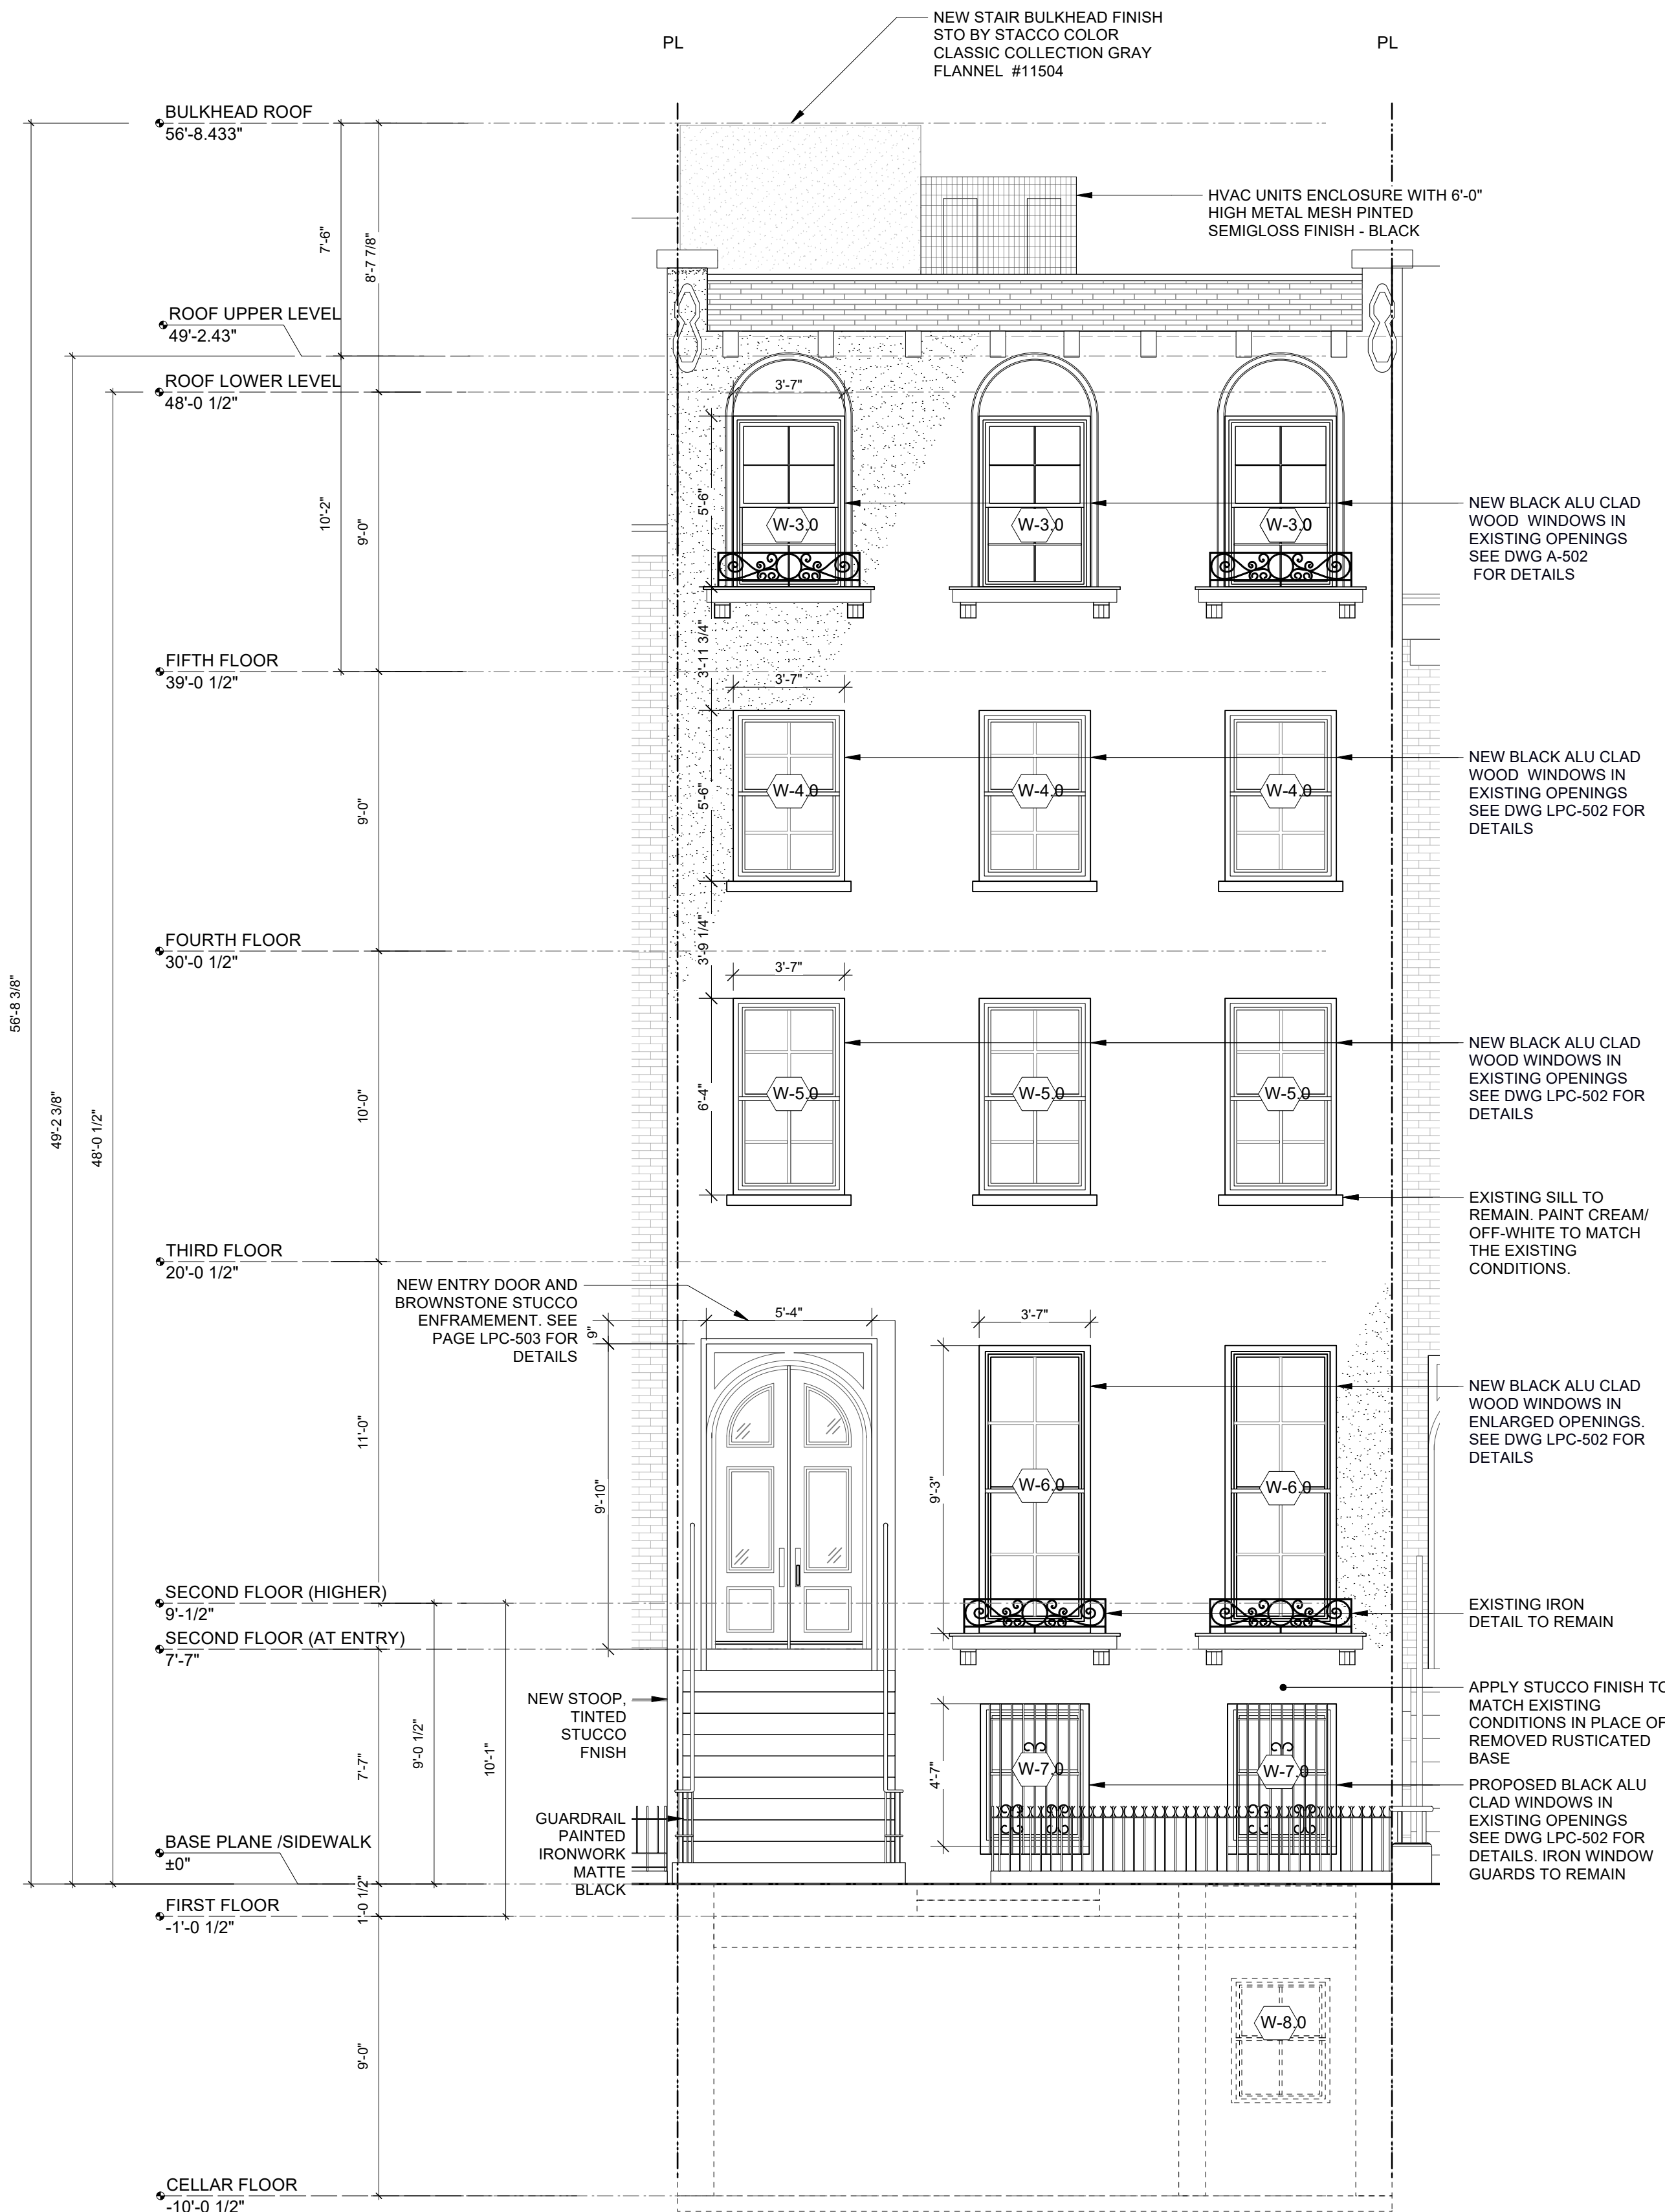 NEW STAIR BULKHEAD FINISH
STO BY STACCO COLOR
CLASSIC COLLECTION GRAY
FLANNEL #11504
PL
PL
BULKHEAD ROOF
56'-8.433"
HVAC UNITS ENCLOSURE WITH 6'-0"
HIGH METAL MESH PINTED
SEMIGLOSS FINISH - BLACK
7'-6"
8'-7 7/8"
ROOF UPPER LEVEL
49'-2.43"
ROOF LOWER LEVEL
48'-0 1/2"
3'-7"
5'-6"
10'-2"
9'-0"
W-3.0
W-3.0
W-3.0
NEW BLACK ALU CLAD
WOOD WINDOWS IN
EXISTING OPENINGS
SEE DWG A-502
FOR DETAILS
3'-11 3/4"
FIFTH FLOOR
39'-0 1/2"
3'-7"
5'-6"
9'-0"
W-4.0
W-4.0
W-4.0
NEW BLACK ALU CLAD
WOOD WINDOWS IN
EXISTING OPENINGS
SEE DWG LPC-502 FOR
DETAILS
3'-9 1/4"
FOURTH FLOOR
30'-0 1/2"
3'-7"
56'-8 3/8"
49'-2 3/8"
48'-0 1/2"
10'-0"
6'-4"
W-5.0
W-5.0
W-5.0
NEW BLACK ALU CLAD
WOOD WINDOWS IN
EXISTING OPENINGS
SEE DWG LPC-502 FOR
DETAILS
EXISTING SILL TO
REMAIN. PAINT CREAM/
OFF-WHITE TO MATCH
THE EXISTING
CONDITIONS.
THIRD FLOOR
20'-0 1/2"
NEW ENTRY DOOR AND
BROWNSTONE STUCCO
ENFRAMEMENT. SEE
PAGE LPC-503 FOR
DETAILS
9"
5'-4"
3'-7"
11'-0"
9'-10"
9'-3"
W-6.0
W-6.0
NEW BLACK ALU CLAD
WOOD WINDOWS IN
ENLARGED OPENINGS.
SEE DWG LPC-502 FOR
DETAILS
SECOND FLOOR (HIGHER)
9'-1/2"
SECOND FLOOR (AT ENTRY)
7'-7"
EXISTING IRON
DETAIL TO REMAIN
NEW STOOP,
TINTED
STUCCO
FNISH
APPLY STUCCO FINISH TO
MATCH EXISTING
CONDITIONS IN PLACE OF
REMOVED RUSTICATED
BASE
7'-7"
9'-0 1/2"
10'-1"
4'-7"
W-7.0
W-7.0
PROPOSED BLACK ALU
CLAD WINDOWS IN
EXISTING OPENINGS
SEE DWG LPC-502 FOR
DETAILS. IRON WINDOW
GUARDS TO REMAIN
GUARDRAIL
PAINTED
IRONWORK
MATTE
BLACK
BASE PLANE /SIDEWALK
±0"
1'-0 1/2"
FIRST FLOOR
-1'-0 1/2"
9'-0"
W-8.0
CELLAR FLOOR
-10'-0 1/2"